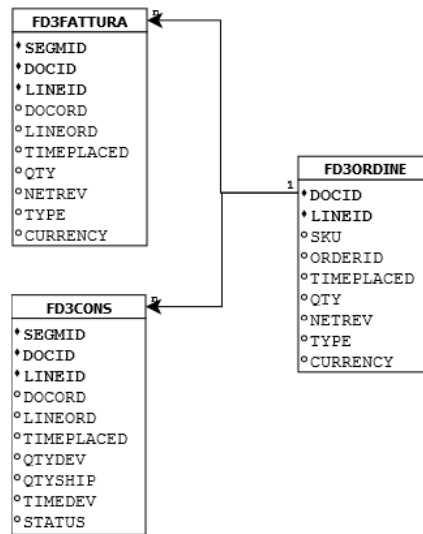 FD3FATTURA
SEGMID
DOCID
LINEID
DOCORD
LINEORD
TIMEPLACED
QTY
NETREV
TYPE
CURRENCY
n
1
FD3ORDINE
DOCID
LINEID
SKU
ORDERID
TIMEPLACED
QTY
NETREV
TYPE
CURRENCY
n
FD3CONS
SEGMID
DOCID
LINEID
DOCORD
LINEORD
TIMEPLACED
QTYDEV
QTYSHIP
TIMEDEV
STATUS